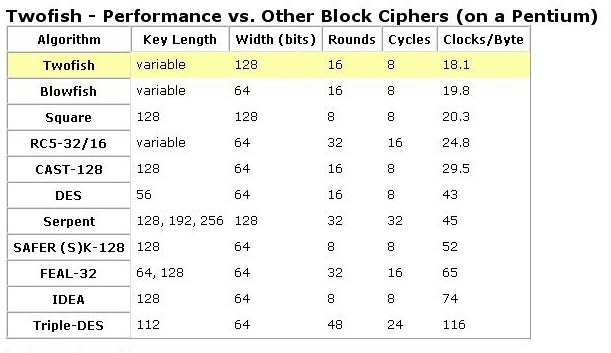 Twofish - Performance vs. Other Block Ciphers (on a Pentium)
Algorithm Key Length Width (bits) Rounds Cycles Clocks/Byte
Twofish variable 128 16 8 18.1
Blowfish variable 64 16 8 19.8
Square 128 128 8 8 20.3
RC5-32/16 variable 64 32 16 24.8
CAST-128 128 64 16 8 29.5
DES 56 64 16 8 43
Serpent 128, 192, 256 128 32 32 45
SAFER (S)K-128 128 64 8 8 52
FEAL-32 64, 128 64 32 16 65
IDEA 128 64 8 8 74
Triple-DES 112 64 48 24 116